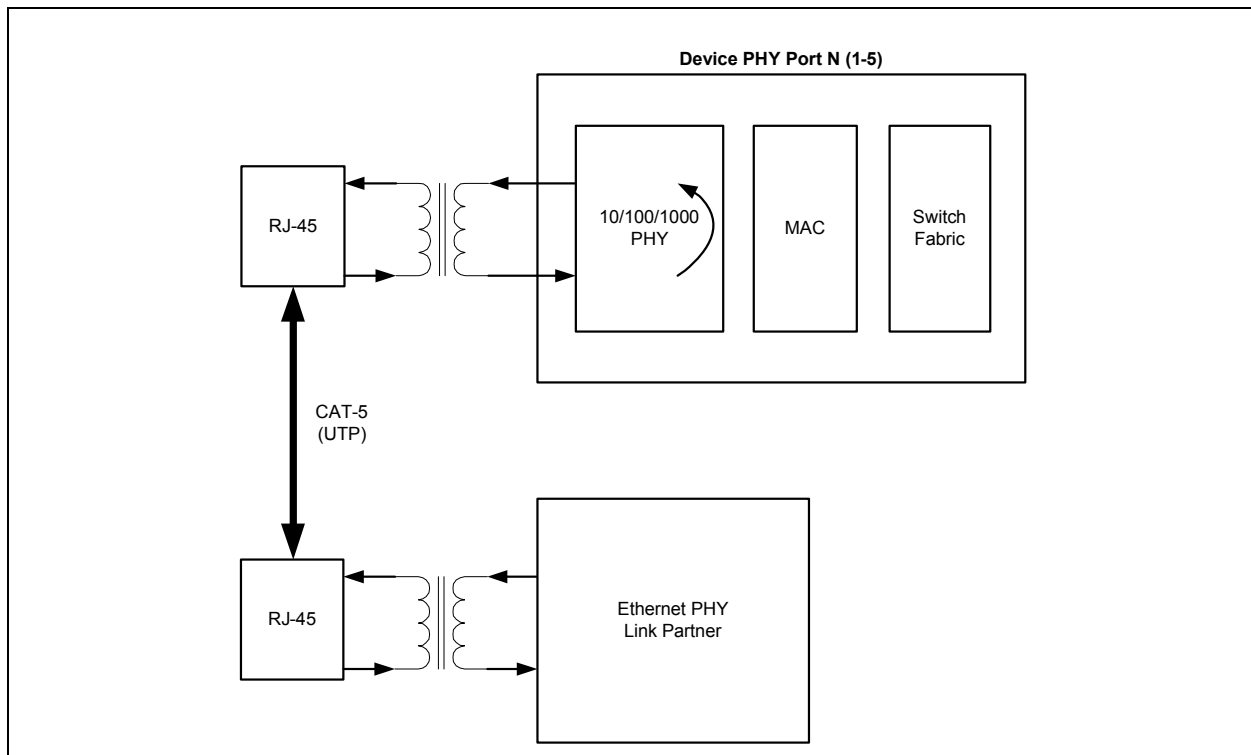 Device PHY Port N (1-5)
RJ-45
10/100/1000
PHY
MAC
Switch
Fabric
CAT-5
(UTP)
RJ-45
Ethernet PHY
Link Partner